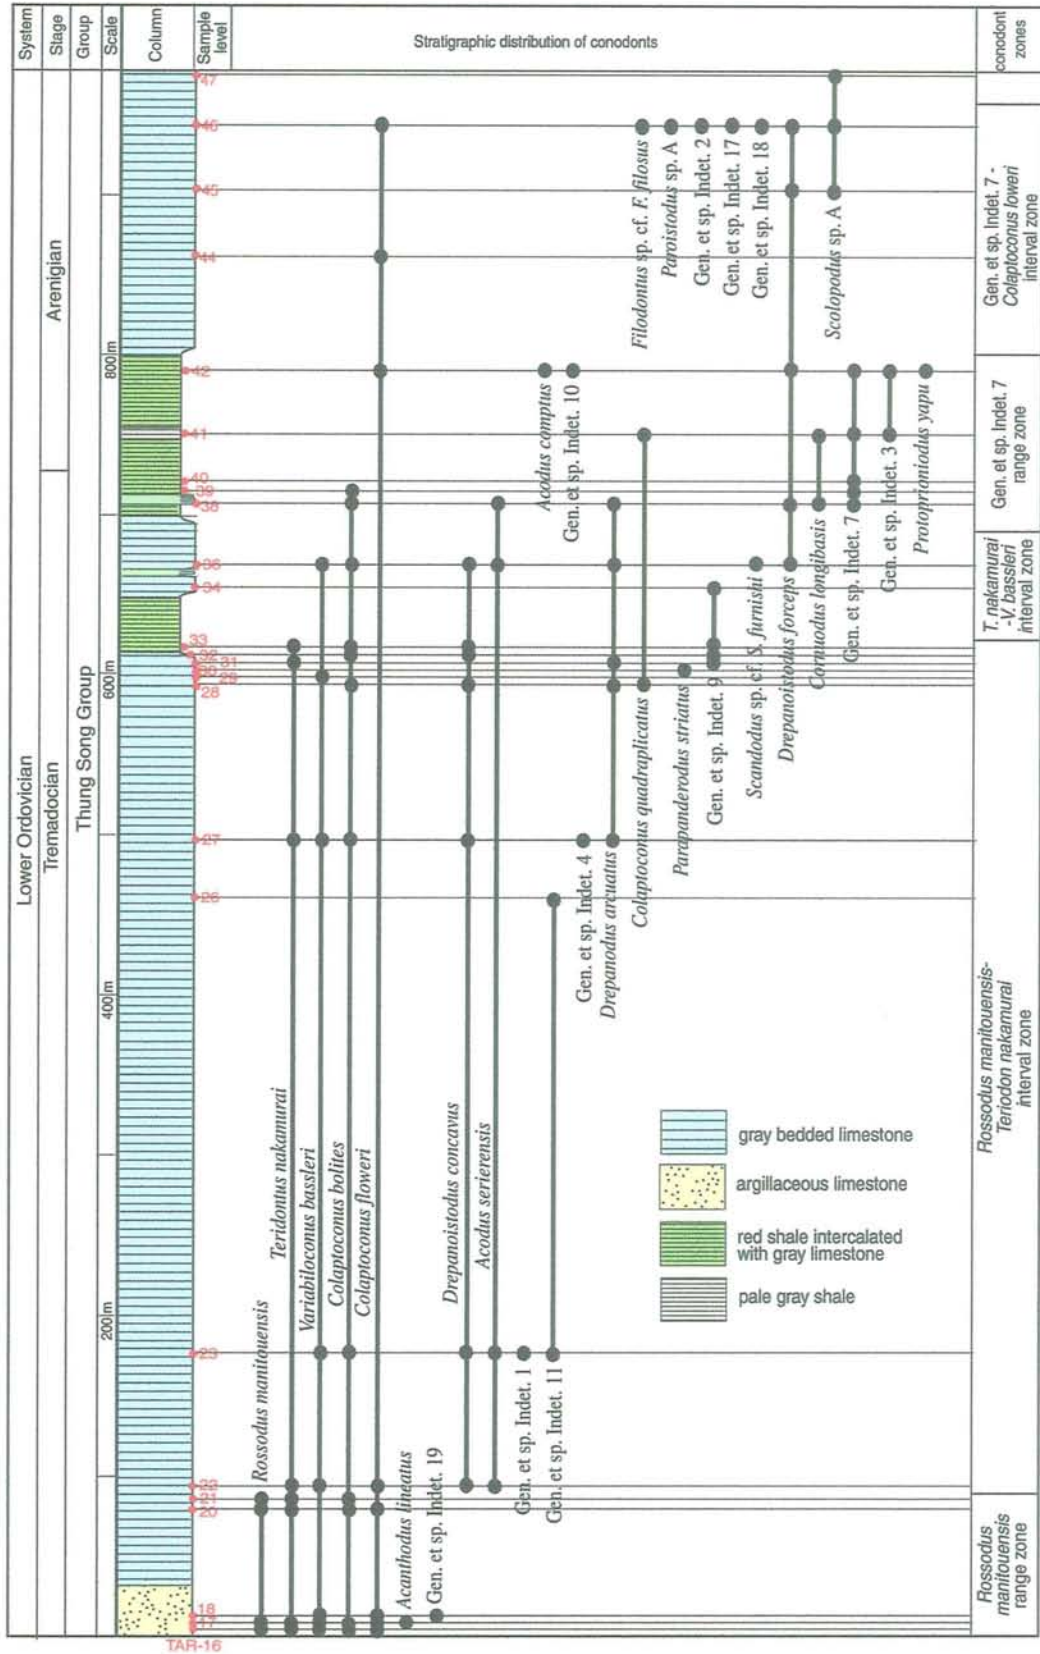 System
Stage
Group
Scale
Column
Sample
level
Stratigraphic distribution of conodonts
conodont
zones
Lower Ordovician
Arenigian
Tremadocian
Thung Song Group
800 m
600 m
400 m
200 m
47
46
45
44
42
41
40
39
38
36
34
33
32
31
30
29
28
27
26
23
22
21
20
18
17
TAR-16
Filodontus sp. cf. F. filosus
Paroistodus sp. A
Gen. et sp. Indet. 2
Gen. et sp. Indet. 17
Gen. et sp. Indet. 18
Scolopodus sp. A
Acodus comptus
Gen. et sp. Indet. 10
Gen. et sp. Indet. 3
Protoprioniodus yapu
Scandodus sp. cf. S. furnishi
Drepanoistodus forceps
Cornuodus longibasis
Gen. et sp. Indet. 7
Colaptoconus quadraplicatus
Parapanderodus striatus
Gen. et sp. Indet. 9
Gen. et sp. Indet. 4
Drepanodus arcuatus
Teridontus nakamurai
Variabiloconus bassleri
Colaptoconus bolites
Colaptoconus floweri
Drepanoistodus concavus
Acodus serierensis
Rossodus manitouensis
Gen. et sp. Indet. 1
Gen. et sp. Indet. 11
Acanthodus lineatus
Gen. et sp. Indet. 19
Gen. et sp. Indet. 7 -
Colaptoconus loweri
interval zone
Gen. et sp. Indet. 7
range zone
T. nakamurai
-V. bassleri
interval zone
Rossodus manitouensis-
Teriodon nakamurai
interval zone
Rossodus
manitouensis
range zone
gray bedded limestone
argillaceous limestone
red shale intercalated
with gray limestone
pale gray shale